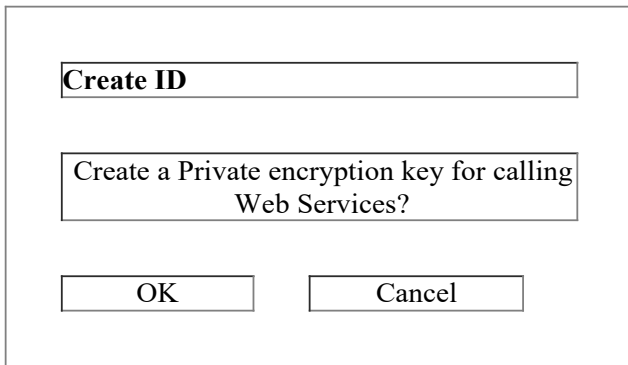 Create ID
Create a Private encryption key for calling
Web Services?
OK
Cancel